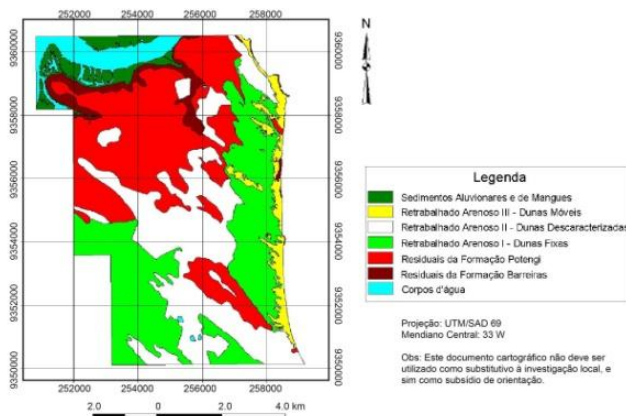 252000 254000 256000 258000
N
9360000 9360000
9358000 9358000
9356000 9356000
9354000 9354000
9352000 9352000
9350000 9350000
252000 254000 256000 258000
2.0 0 2.0 4.0 km
Legenda
Sedimentos Aluvionares e de Mangues
Retrabalhado Arenoso III - Dunas Móveis
Retrabalhado Arenoso II - Dunas Descaracterizadas
Retrabalhado Arenoso I - Dunas Fixas
Residuais da Formação Potengi
Residuais da Formação Barreiras
Corpos d'água
Projeção: UTM/SAD 69
Meridiano Central: 33 W
Obs: Este documento cartográfico não deve ser
utilizado como substitutivo à investigação local, e
sim como subsídio de orientação.